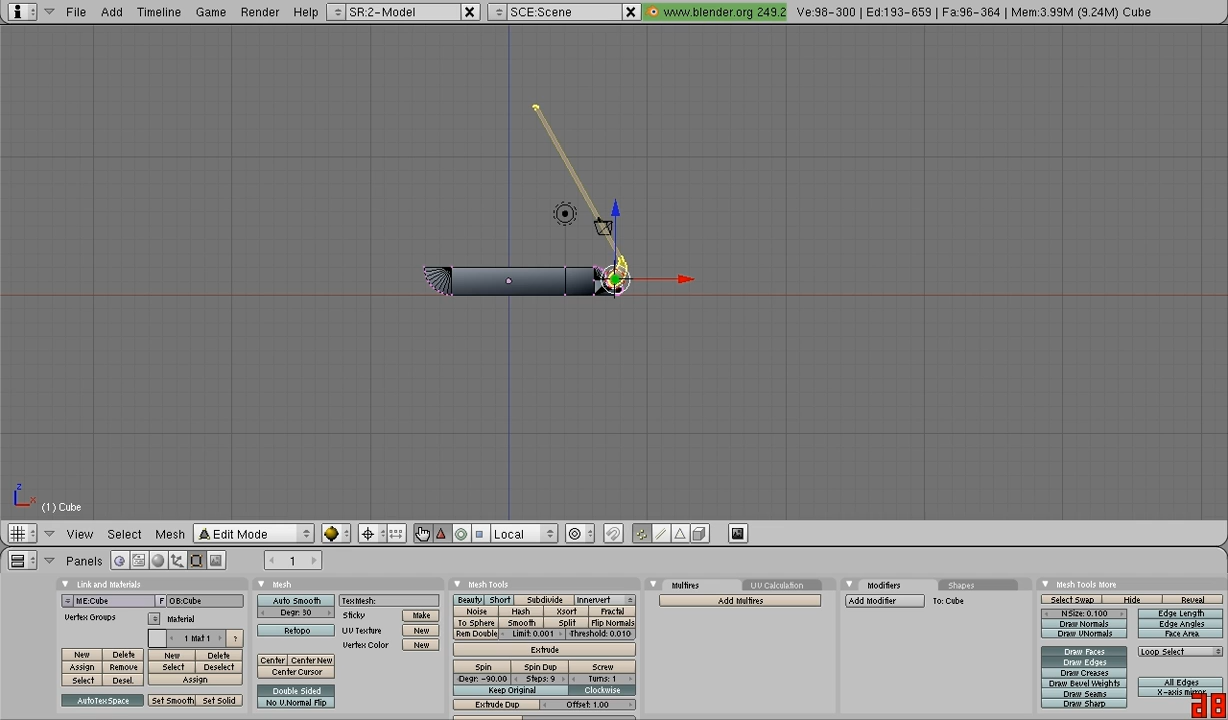 File Add Timeline Game Render Help SR:2-Model SCE:Scene www.blender.org 249.2 Ve:98-300 | Ed:193-659 | Fa:96-364 | Mem:3.99M (9.24M) Cube
z
x
(1) Cube
View Select Mesh Edit Mode Local
Panels 1
Link and Materials Mesh Mesh Tools Multires UV Calculation Modifiers Shapes Mesh Tools More
ME:Cube F OB:Cube
Vertex Groups Material
1 Mat 1 ?
New Delete New Delete
Assign Remove Select Deselect
Select Desel. Assign
AutoTexSpace Set Smooth Set Solid
Auto Smooth TexMesh:
Degr: 30 Sticky Make
Retopo UV Texture New
Vertex Color New
Center Center New
Center Cursor
Double Sided
No V.Normal Flip
Beauty Short Subdivide Innervert
Noise Hash Xsort Fractal
To Sphere Smooth Split Flip Normals
Rem Double Limit: 0.001 Threshold: 0.010
Extrude
Spin Spin Dup Screw
Degr: -90.00 Steps: 9 Turns: 1
Keep Original Clockwise
Extrude Dup Offset: 1.00
Add Multires
Add Modifier To: Cube
Select Swap Hide Reveal
NSize: 0.100 Edge Length
Draw Normals Edge Angles
Draw VNormals Face Area
Draw Faces Loop Select
Draw Edges
Draw Creases
Draw Bevel Weights All Edges
Draw Seams X-axis mirror
Draw Sharp